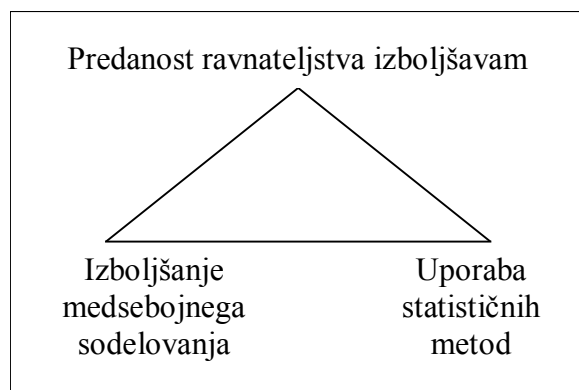 Predanost ravnateljstva izboljšavam
Izboljšanje
medsebojnega
sodelovanja
Uporaba
statističnih
metod